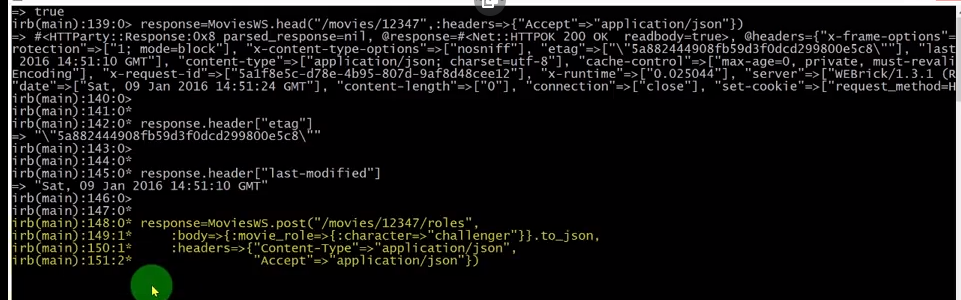 => true
irb(main):139:0> response=MoviesWS.head("/movies/12347",:headers=>{"Accept"=>"application/json"})
=> #<HTTParty::Response:0x8 parsed_response=nil, @response=#<Net::HTTPOK 200 OK  readbody=true>, @headers={"x-frame-options"=
rotection"=>["1; mode=block"], "x-content-type-options"=>["nosniff"], "etag"=>["\"5a882444908fb59d3f0dcd299800e5c8\""], "last
 2016 14:51:10 GMT"], "content-type"=>["application/json; charset=utf-8"], "cache-control"=>["max-age=0, private, must-revali
Encoding"], "x-request-id"=>["5a1f8e5c-d78e-4b95-807d-9af8d48cee12"], "x-runtime"=>["0.025044"], "server"=>["WEBrick/1.3.1 (R
"date"=>["Sat, 09 Jan 2016 14:51:24 GMT"], "content-length"=>["0"], "connection"=>["close"], "set-cookie"=>["request_method=H
irb(main):140:0>
irb(main):141:0*
irb(main):142:0* response.header["etag"]
=> "\"5a882444908fb59d3f0dcd299800e5c8\""
irb(main):143:0>
irb(main):144:0*
irb(main):145:0* response.header["last-modified"]
=> "Sat, 09 Jan 2016 14:51:10 GMT"
irb(main):146:0>
irb(main):147:0*
irb(main):148:0* response=MoviesWS.post("/movies/12347/roles",
irb(main):149:1*     :body=>{:movie_role=>{:character=>"challenger"}}.to_json,
irb(main):150:1*     :headers=>{"Content-Type"=>"application/json",
irb(main):151:2*                "Accept"=>"application/json"})